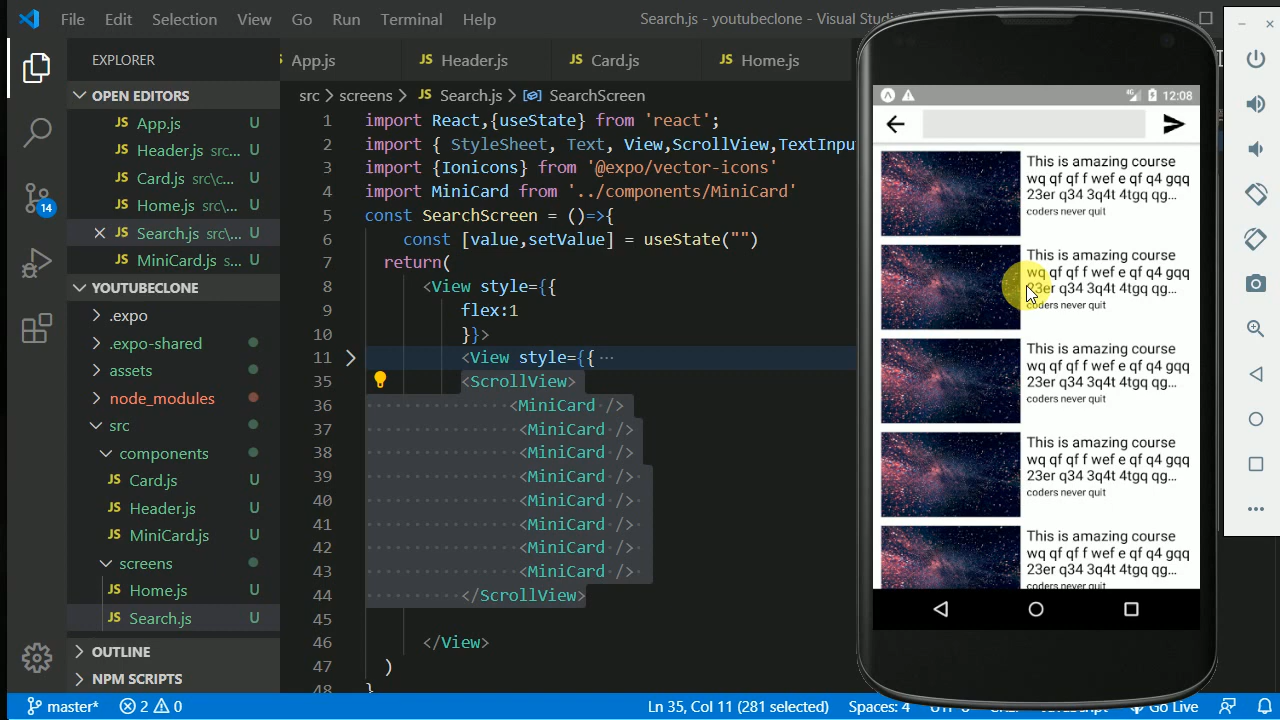 File Edit Selection View Go Run Terminal Help
Search.js - youtubeclone - Visual Studi
EXPLORER
OPEN EDITORS
JS App.js U
JS Header.js src... U
JS Card.js src\c... U
JS Home.js src\... U
JS Search.js src\... U
JS MiniCard.js s... U
YOUTUBECLONE
.expo
.expo-shared
assets
node_modules
src
components
JS Card.js U
JS Header.js U
JS MiniCard.js U
screens
JS Home.js U
JS Search.js U
OUTLINE
NPM SCRIPTS
14
App.js JS Header.js JS Card.js JS Home.js
src > screens > JS Search.js > SearchScreen
1 import React,{useState} from 'react';
2 import { StyleSheet, Text, View,ScrollView,TextInpu
3 import {Ionicons} from '@expo/vector-icons'
4 import MiniCard from '../components/MiniCard'
5 const SearchScreen = ()=>{
6 const [value,setValue] = useState("")
7 return(
8 <View style={{
9 flex:1
10 }}>
11 <View style={{ ...
35 <ScrollView>
36 <MiniCard />
37 <MiniCard />
38 <MiniCard />
39 <MiniCard />
40 <MiniCard />
41 <MiniCard />
42 <MiniCard />
43 <MiniCard />
44 </ScrollView>
45
46 </View>
47 )
48 }
4G 12:08
This is amazing course
wq qf qf f wef e qf q4 gqq
23er q34 3q4t 4tgq qg...
coders never quit
This is amazing course
wq qf qf f wef e qf q4 gqq
23er q34 3q4t 4tgq qg...
coders never quit
This is amazing course
wq qf qf f wef e qf q4 gqq
23er q34 3q4t 4tgq qg...
coders never quit
This is amazing course
wq qf qf f wef e qf q4 gqq
23er q34 3q4t 4tgq qg...
coders never quit
This is amazing course
wq qf qf f wef e qf q4 gqq
23er q34 3q4t 4tgq qg...
coders never quit
master* 2 0 Ln 35, Col 11 (281 selected) Spaces: 4 Go Live